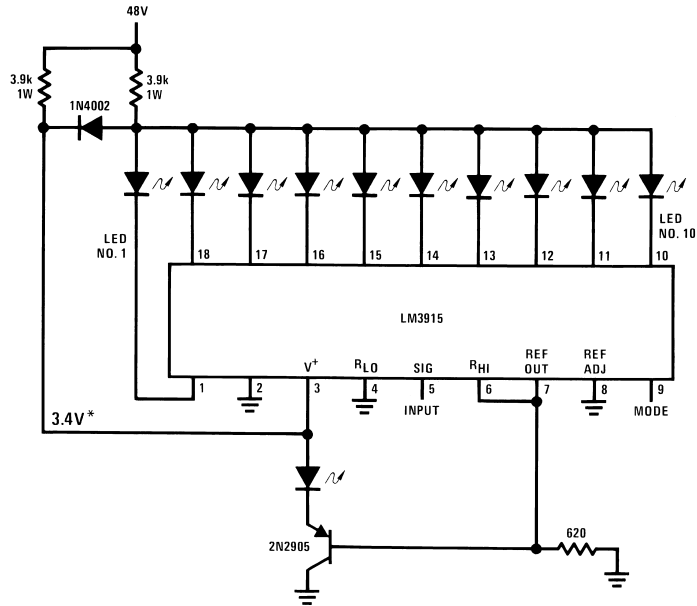 48V
3.9k
1W
3.9k
1W
1N4002
LED
NO. 1
LED
NO. 10
18 17 16 15 14 13 12 11 10
LM3915
V+ RLO SIG RHI REF OUT REF ADJ
1 2 3 4 5 6 7 8 9
INPUT
MODE
3.4V*
2N2905
620